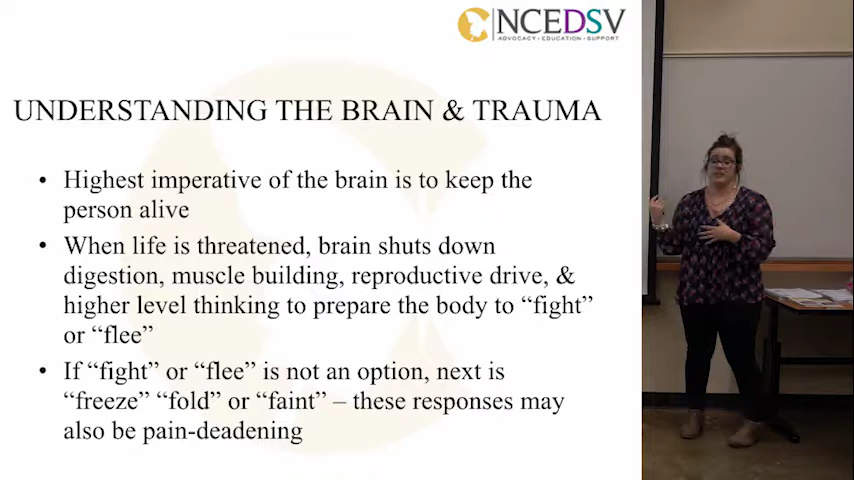 NCEDSV
ADVOCACY • EDUCATION • SUPPORT
UNDERSTANDING THE BRAIN & TRAUMA
• Highest imperative of the brain is to keep the
person alive
• When life is threatened, brain shuts down
digestion, muscle building, reproductive drive, &
higher level thinking to prepare the body to “fight”
or “flee”
• If “fight” or “flee” is not an option, next is
“freeze” “fold” or “faint” – these responses may
also be pain-deadening